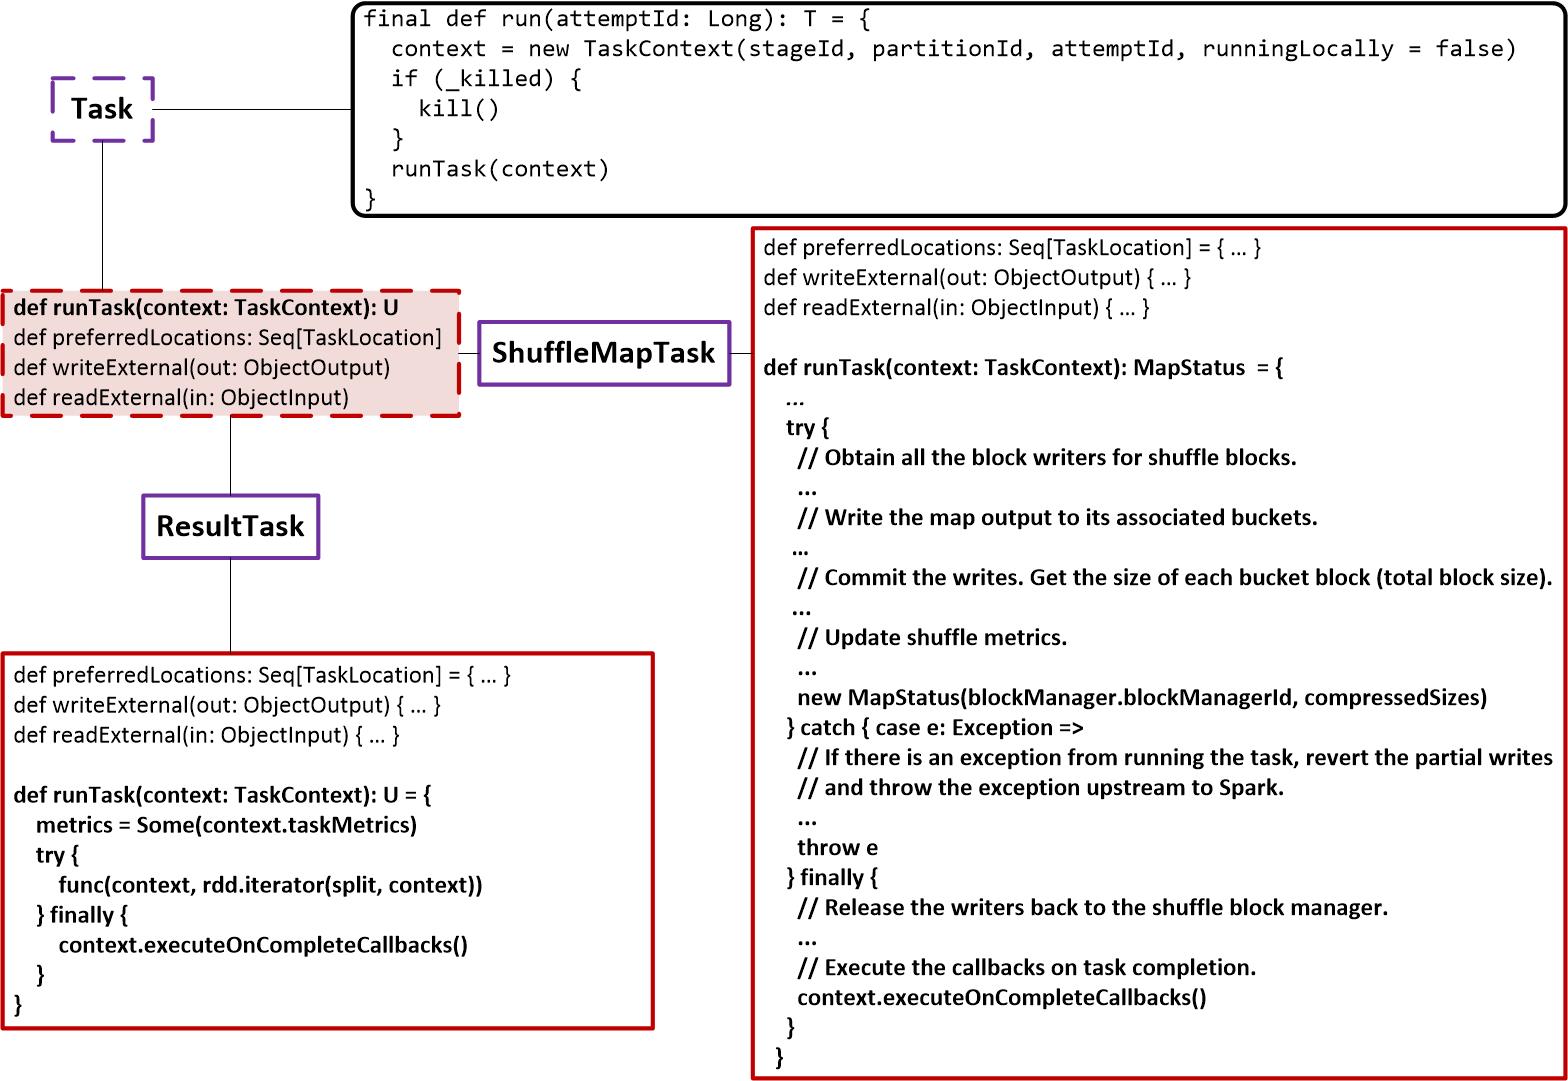 Task
final def run(attemptId: Long): T = {
  context = new TaskContext(stageId, partitionId, attemptId, runningLocally = false)
  if (_killed) {
    kill()
  }
  runTask(context)
}
def runTask(context: TaskContext): U
def preferredLocations: Seq[TaskLocation]
def writeExternal(out: ObjectOutput)
def readExternal(in: ObjectInput)
ShuffleMapTask
def preferredLocations: Seq[TaskLocation] = { ... }
def writeExternal(out: ObjectOutput) { ... }
def readExternal(in: ObjectInput) { ... }
def runTask(context: TaskContext): MapStatus  = {
  ...
  try {
    // Obtain all the block writers for shuffle blocks.
    ...
    // Write the map output to its associated buckets.
    ...
    // Commit the writes. Get the size of each bucket block (total block size).
    ...
    // Update shuffle metrics.
    ...
    new MapStatus(blockManager.blockManagerId, compressedSizes)
  } catch { case e: Exception =>
    // If there is an exception from running the task, revert the partial writes
    // and throw the exception upstream to Spark.
    ...
    throw e
  } finally {
    // Release the writers back to the shuffle block manager.
    ...
    // Execute the callbacks on task completion.
    context.executeOnCompleteCallbacks()
  }
}
ResultTask
def preferredLocations: Seq[TaskLocation] = { ... }
def writeExternal(out: ObjectOutput) { ... }
def readExternal(in: ObjectInput) { ... }
def runTask(context: TaskContext): U = {
  metrics = Some(context.taskMetrics)
  try {
    func(context, rdd.iterator(split, context))
  } finally {
    context.executeOnCompleteCallbacks()
  }
}